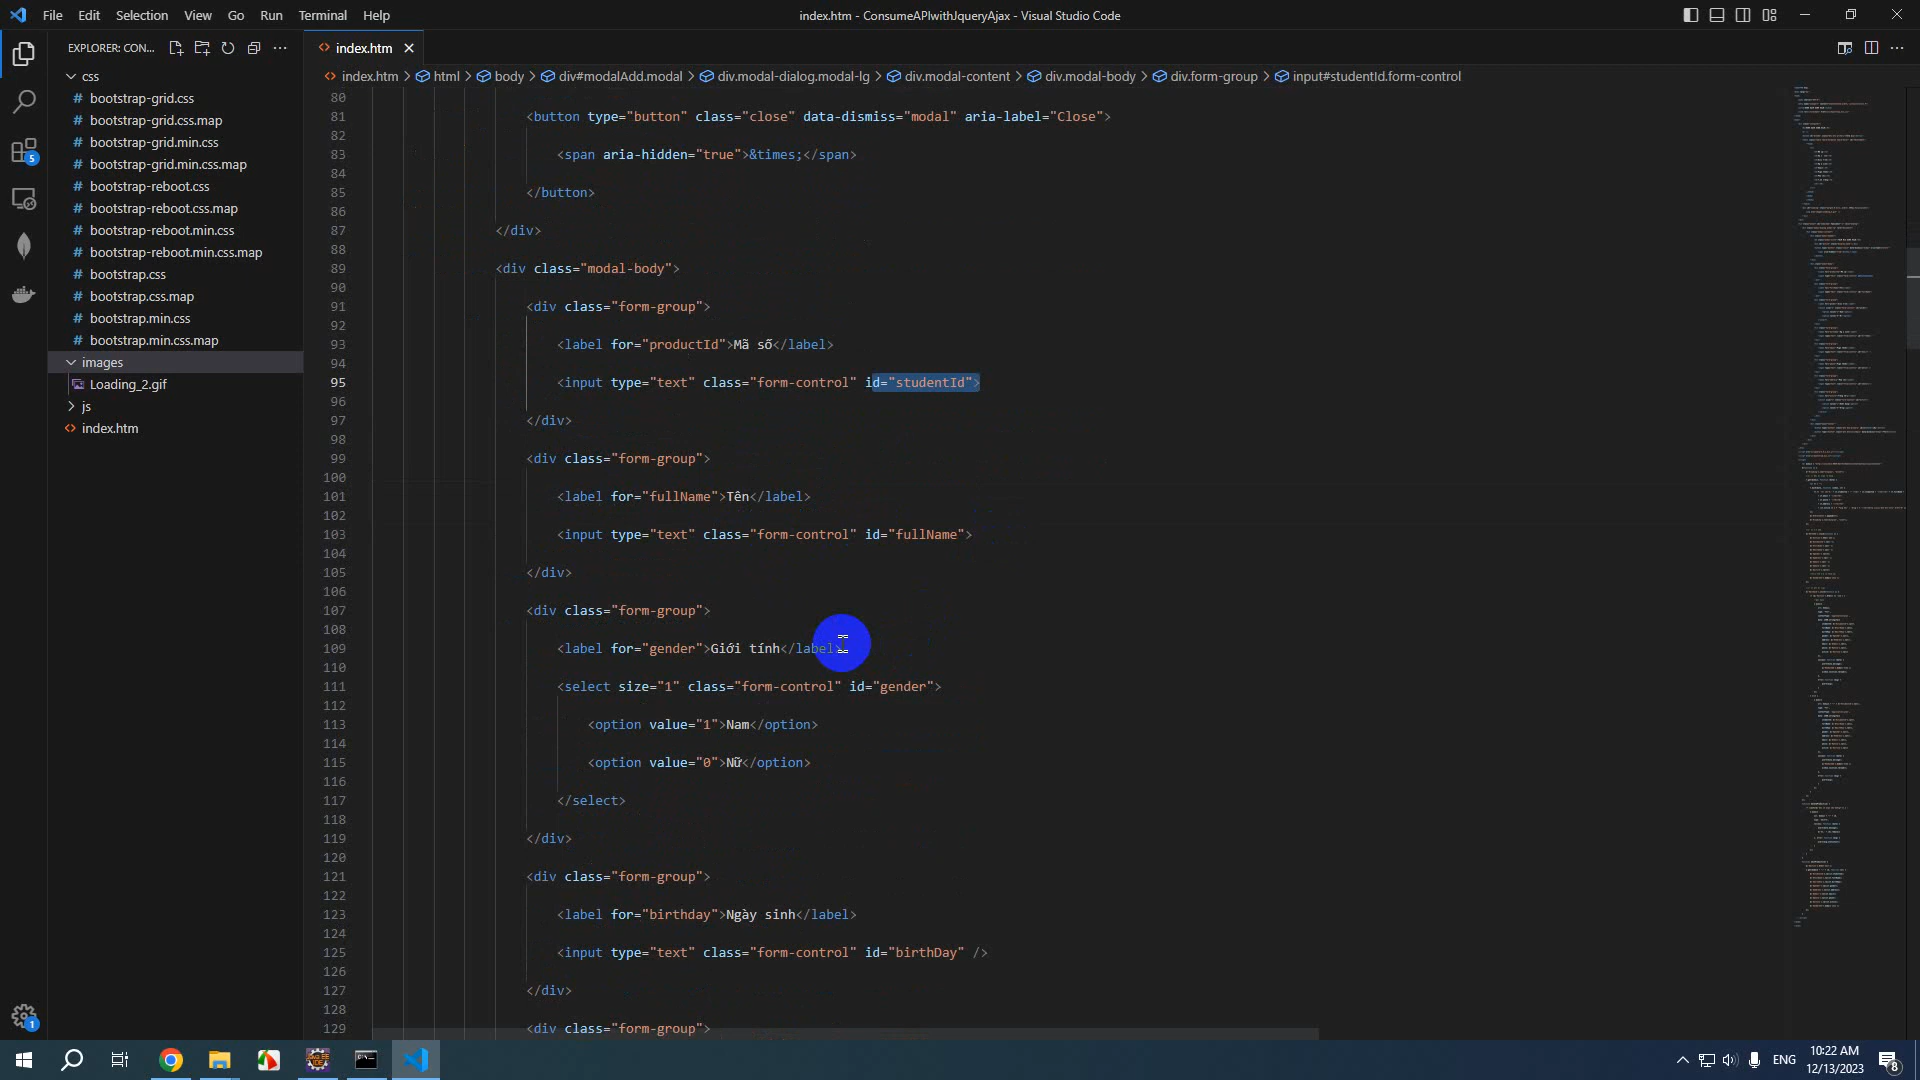 File Edit Selection View Go Run Terminal Help
index.htm - ConsumeAPIwithJqueryAjax - Visual Studio Code
EXPLORER: CON...
index.htm
css
bootstrap-grid.css
bootstrap-grid.css.map
bootstrap-grid.min.css
bootstrap-grid.min.css.map
bootstrap-reboot.css
bootstrap-reboot.css.map
bootstrap-reboot.min.css
bootstrap-reboot.min.css.map
bootstrap.css
bootstrap.css.map
bootstrap.min.css
bootstrap.min.css.map
images
Loading_2.gif
js
index.htm
5
1
index.htm > html > body > div#modalAdd.modal > div.modal-dialog.modal-lg > div.modal-content > div.modal-body > div.form-group > input#studentId.form-control
80
81 <button type="button" class="close" data-dismiss="modal" aria-label="Close">
82
83 <span aria-hidden="true">&times;</span>
84
85 </button>
86
87 </div>
88
89 <div class="modal-body">
90
91 <div class="form-group">
92
93 <label for="productId">Mã số</label>
94
95 <input type="text" class="form-control" id="studentId">
96
97 </div>
98
99 <div class="form-group">
100
101 <label for="fullName">Tên</label>
102
103 <input type="text" class="form-control" id="fullName">
104
105 </div>
106
107 <div class="form-group">
108
109 <label for="gender">Giới tính</label>
110
111 <select size="1" class="form-control" id="gender">
112
113 <option value="1">Nam</option>
114
115 <option value="0">Nữ</option>
116
117 </select>
118
119 </div>
120
121 <div class="form-group">
122
123 <label for="birthday">Ngày sinh</label>
124
125 <input type="text" class="form-control" id="birthDay" />
126
127 </div>
128
129 <div class="form-group">
ENG
10:22 AM
12/13/2023
8